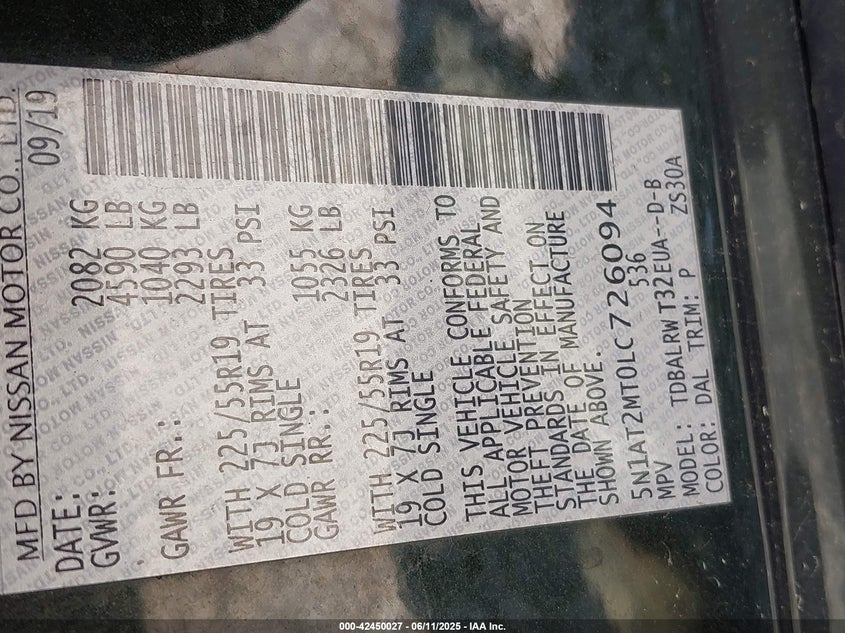 MFD BY NISSAN MOTOR CO., LTD.
DATE: 09/19
GVWR: 2082 KG
4590 LB
GAWR FR.: 1040 KG
2293 LB
WITH 225/55R19 TIRES
19 X 7J RIMS AT 33 PSI
COLD SINGLE
GAWR RR.: 1055 KG
2326 LB
WITH 225/55R19 TIRES
19 X 7J RIMS AT 33 PSI
COLD SINGLE
THIS VEHICLE CONFORMS TO
ALL APPLICABLE FEDERAL
MOTOR VEHICLE SAFETY AND
THEFT PREVENTION
STANDARDS IN EFFECT ON
THE DATE OF MANUFACTURE
SHOWN ABOVE.
5N1AT2MT0LC726094
MPV 536
MODEL: TDBALRW T32EUA--D-B
COLOR: DAL TRIM: P ZS30A
000-42450027 - 06/11/2025 - IAA Inc.